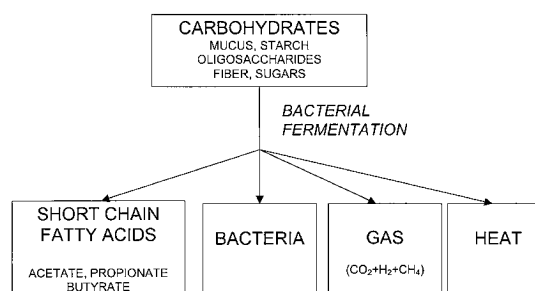 CARBOHYDRATES
MUCUS, STARCH
OLIGOSACCHARIDES
FIBER, SUGARS
BACTERIAL
FERMENTATION
SHORT CHAIN
FATTY ACIDS
ACETATE, PROPIONATE
BUTYRATE
BACTERIA
GAS
(CO₂+H₂+CH₄)
HEAT